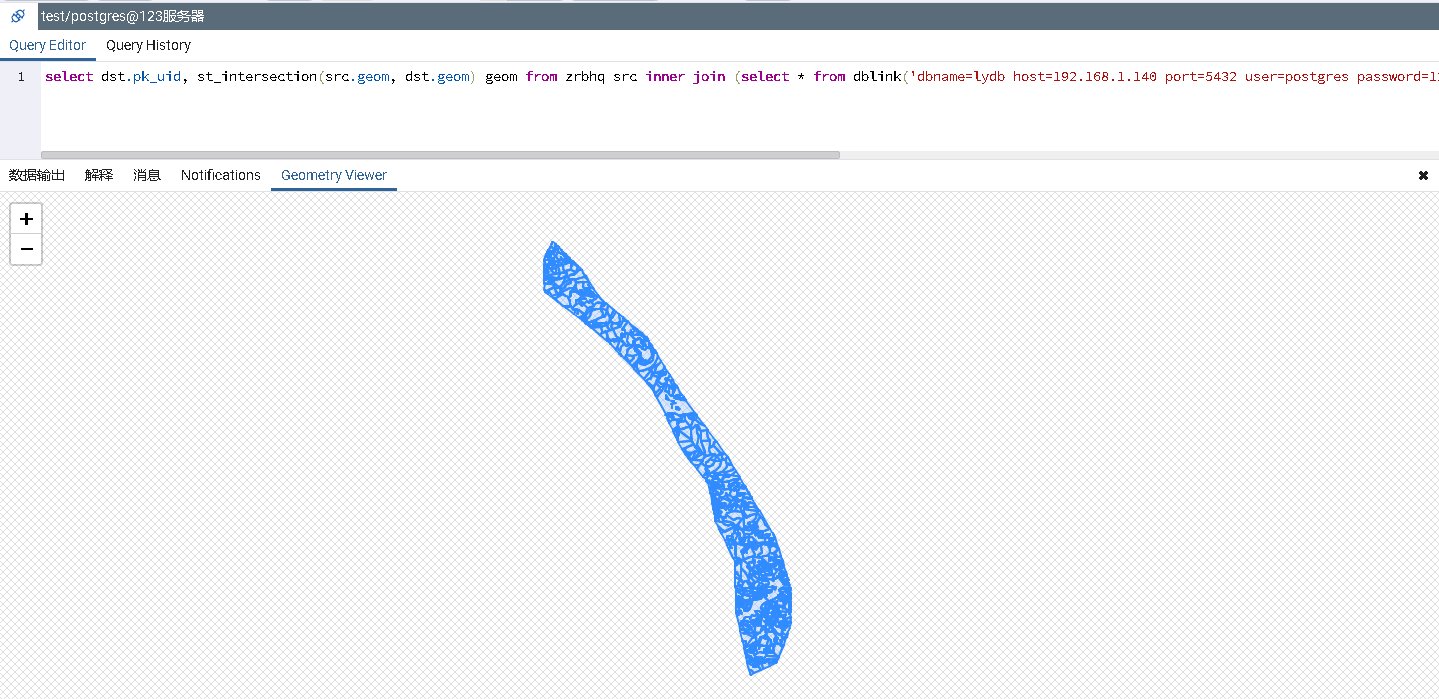 test/postgres@123服务器
Query Editor Query History
1 select dst.pk_uid, st_intersection(src.geom, dst.geom) geom from zrbhq src inner join (select * from dblink('dbname=lydb host=192.168.1.140 port=5432 user=postgres password=1
数据输出 解释 消息 Notifications Geometry Viewer ✖
+
−